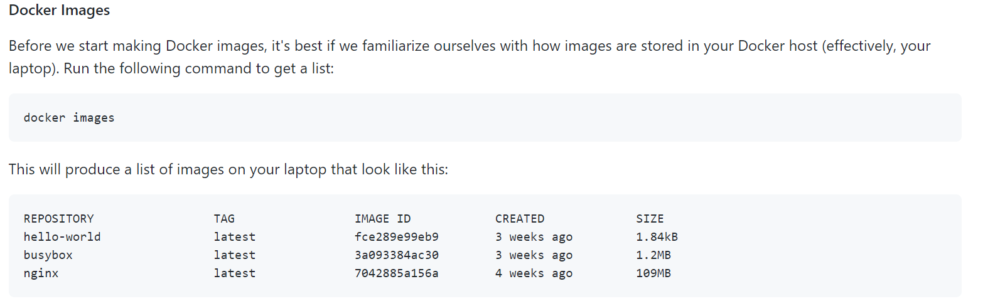 Docker Images
Before we start making Docker images, it's best if we familiarize ourselves with how images are stored in your Docker host (effectively, your
laptop). Run the following command to get a list:
docker images
This will produce a list of images on your laptop that look like this:
REPOSITORY TAG IMAGE ID CREATED SIZE
hello-world latest fce289e99eb9 3 weeks ago 1.84kB
busybox latest 3a093384ac30 3 weeks ago 1.2MB
nginx latest 7042885a156a 4 weeks ago 109MB